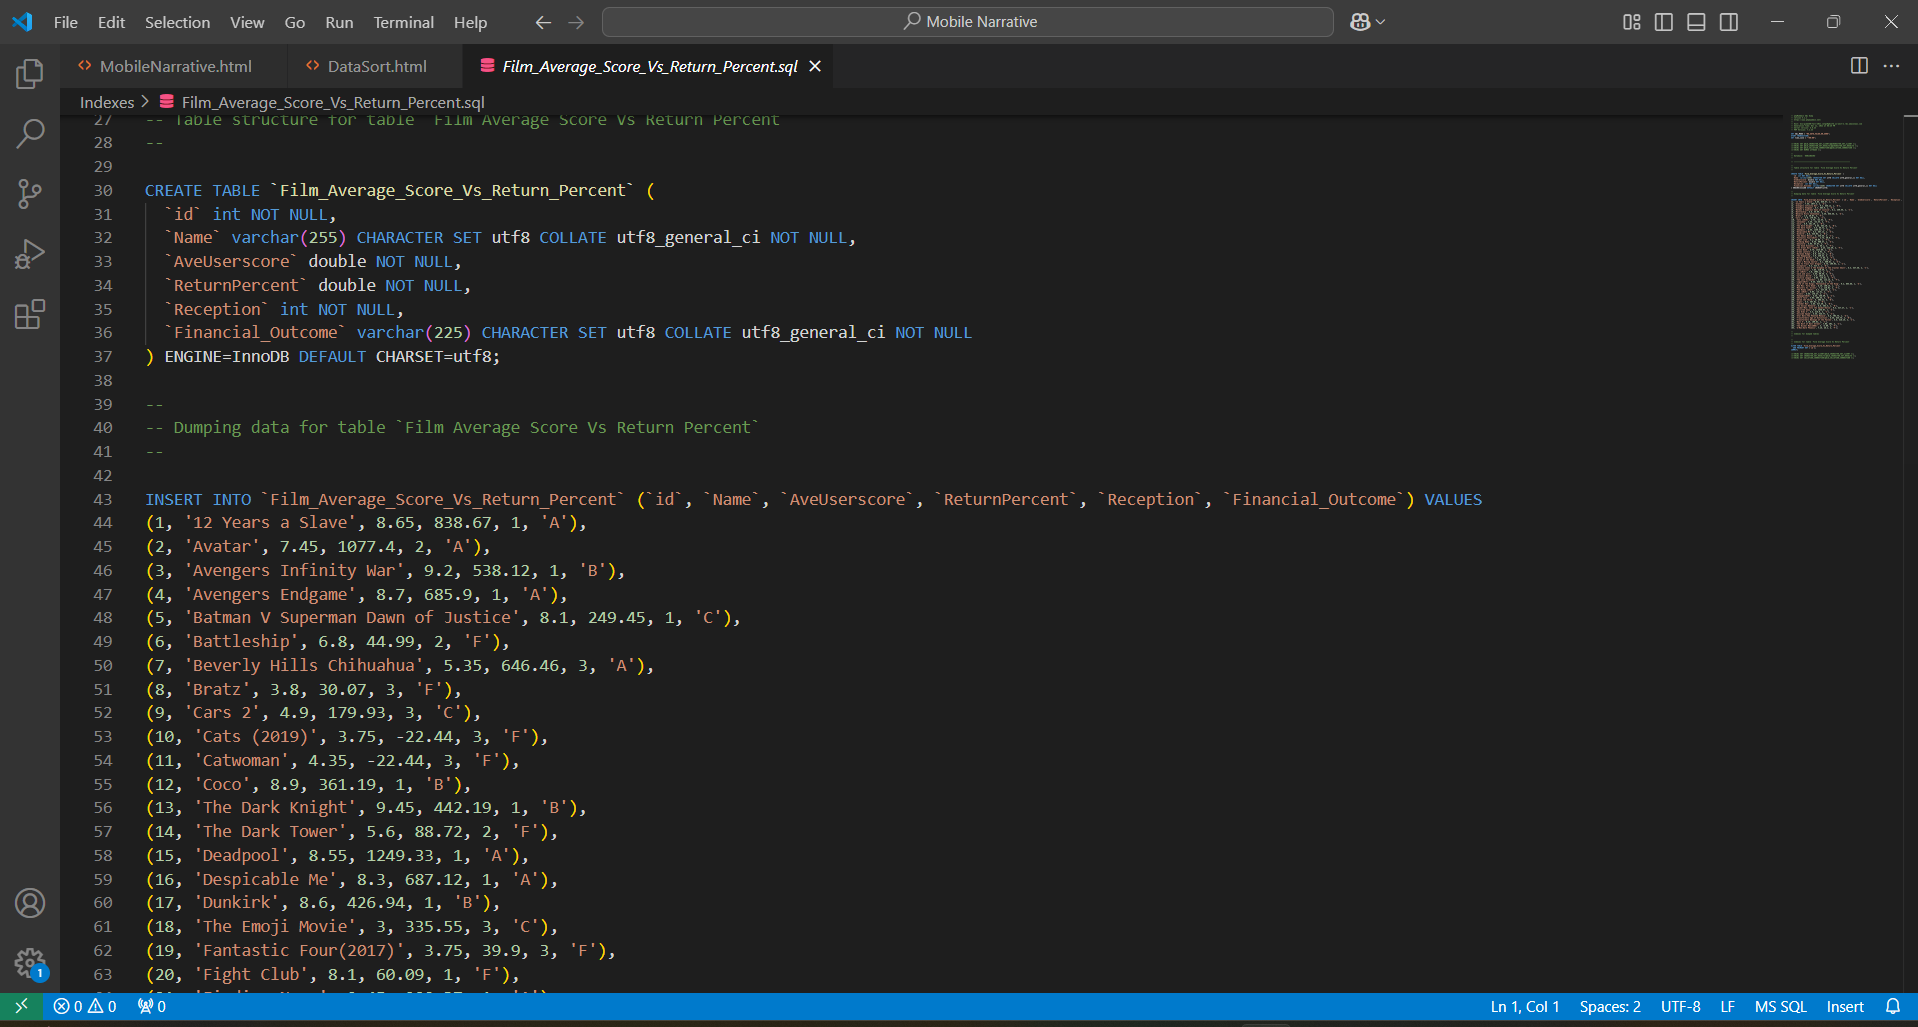 File Edit Selection View Go Run Terminal Help Mobile Narrative
MobileNarrative.html DataSort.html Film_Average_Score_Vs_Return_Percent.sql
Indexes > Film_Average_Score_Vs_Return_Percent.sql
27 -- Table structure for table `Film Average Score Vs Return Percent`
28 --
29
30 CREATE TABLE `Film_Average_Score_Vs_Return_Percent` (
31 `id` int NOT NULL,
32 `Name` varchar(255) CHARACTER SET utf8 COLLATE utf8_general_ci NOT NULL,
33 `AveUserscore` double NOT NULL,
34 `ReturnPercent` double NOT NULL,
35 `Reception` int NOT NULL,
36 `Financial_Outcome` varchar(225) CHARACTER SET utf8 COLLATE utf8_general_ci NOT NULL
37 ) ENGINE=InnoDB DEFAULT CHARSET=utf8;
38
39 --
40 -- Dumping data for table `Film Average Score Vs Return Percent`
41 --
42
43 INSERT INTO `Film_Average_Score_Vs_Return_Percent` (`id`, `Name`, `AveUserscore`, `ReturnPercent`, `Reception`, `Financial_Outcome`) VALUES
44 (1, '12 Years a Slave', 8.65, 838.67, 1, 'A'),
45 (2, 'Avatar', 7.45, 1077.4, 2, 'A'),
46 (3, 'Avengers Infinity War', 9.2, 538.12, 1, 'B'),
47 (4, 'Avengers Endgame', 8.7, 685.9, 1, 'A'),
48 (5, 'Batman V Superman Dawn of Justice', 8.1, 249.45, 1, 'C'),
49 (6, 'Battleship', 6.8, 44.99, 2, 'F'),
50 (7, 'Beverly Hills Chihuahua', 5.35, 646.46, 3, 'A'),
51 (8, 'Bratz', 3.8, 30.07, 3, 'F'),
52 (9, 'Cars 2', 4.9, 179.93, 3, 'C'),
53 (10, 'Cats (2019)', 3.75, -22.44, 3, 'F'),
54 (11, 'Catwoman', 4.35, -22.44, 3, 'F'),
55 (12, 'Coco', 8.9, 361.19, 1, 'B'),
56 (13, 'The Dark Knight', 9.45, 442.19, 1, 'B'),
57 (14, 'The Dark Tower', 5.6, 88.72, 2, 'F'),
58 (15, 'Deadpool', 8.55, 1249.33, 1, 'A'),
59 (16, 'Despicable Me', 8.3, 687.12, 1, 'A'),
60 (17, 'Dunkirk', 8.6, 426.94, 1, 'B'),
61 (18, 'The Emoji Movie', 3, 335.55, 3, 'C'),
62 (19, 'Fantastic Four(2017)', 3.75, 39.9, 3, 'F'),
63 (20, 'Fight Club', 8.1, 60.09, 1, 'F'),
1
0 0 0 Ln 1, Col 1 Spaces: 2 UTF-8 LF MS SQL Insert